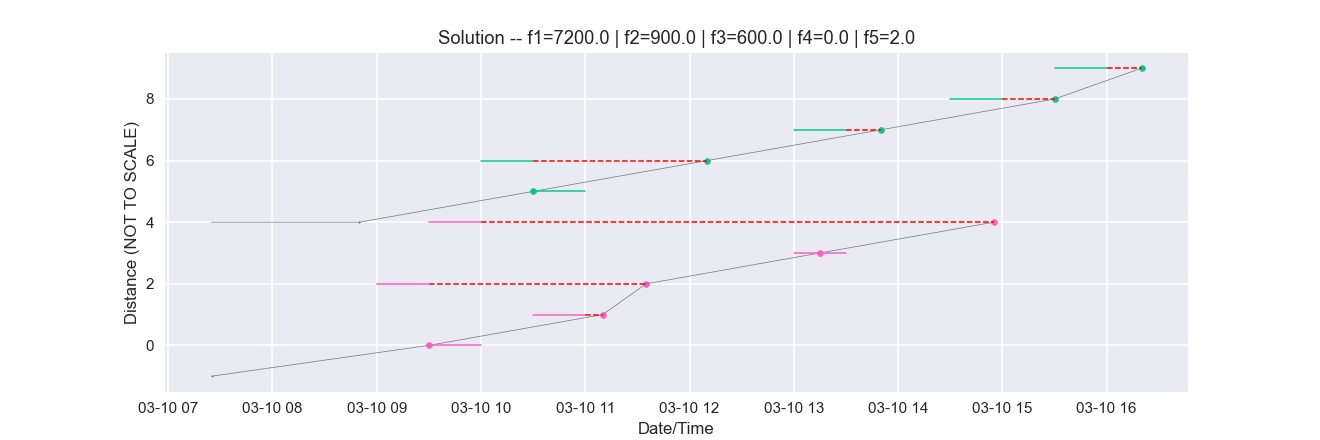 Solution -- f1=7200.0 | f2=900.0 | f3=600.0 | f4=0.0 | f5=2.0
Distance (NOT TO SCALE)
8
6
4
2
0
03-10 07 03-10 08 03-10 09 03-10 10 03-10 11 03-10 12 03-10 13 03-10 14 03-10 15 03-10 16
Date/Time